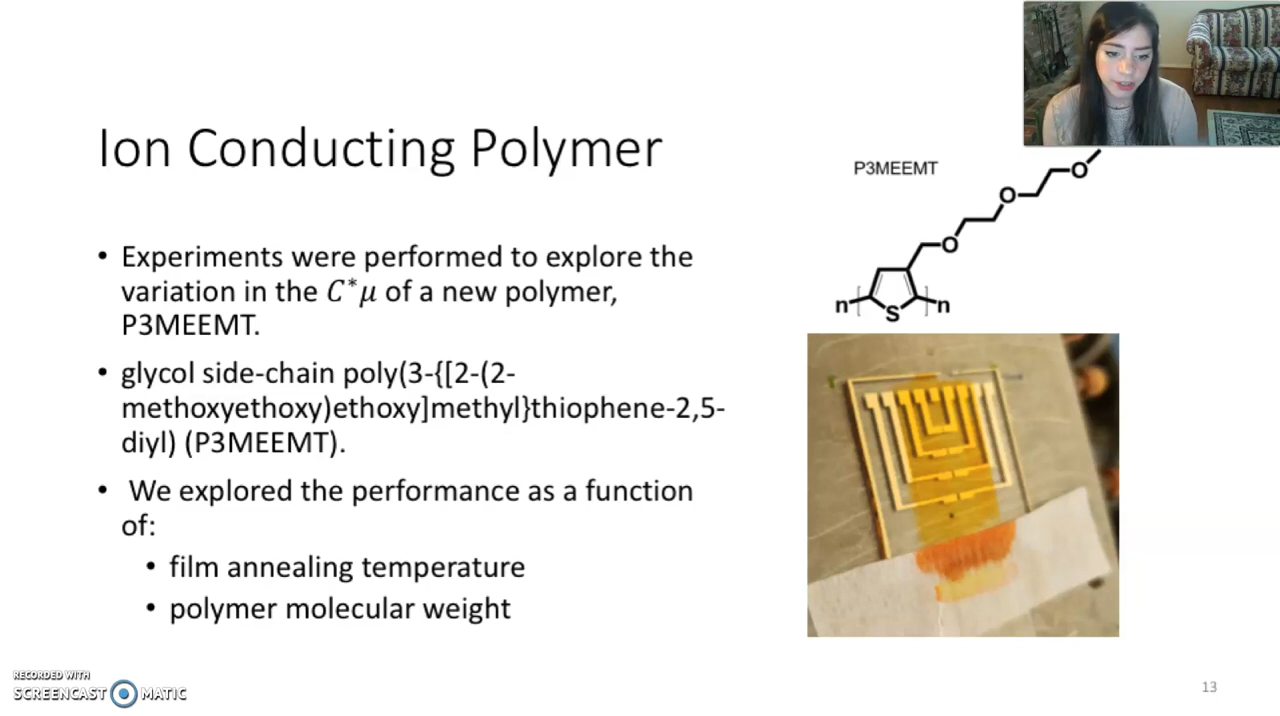 Ion Conducting Polymer
• Experiments were performed to explore the
variation in the C*μ of a new polymer,
P3MEEMT.
• glycol side-chain poly(3-{[2-(2-
methoxyethoxy)ethoxy]methyl}thiophene-2,5-
diyl) (P3MEEMT).
• We explored the performance as a function
of:
• film annealing temperature
• polymer molecular weight
P3MEEMT
O
O
O
n
S
n
RECORDED WITH
SCREENCAST MATIC
13